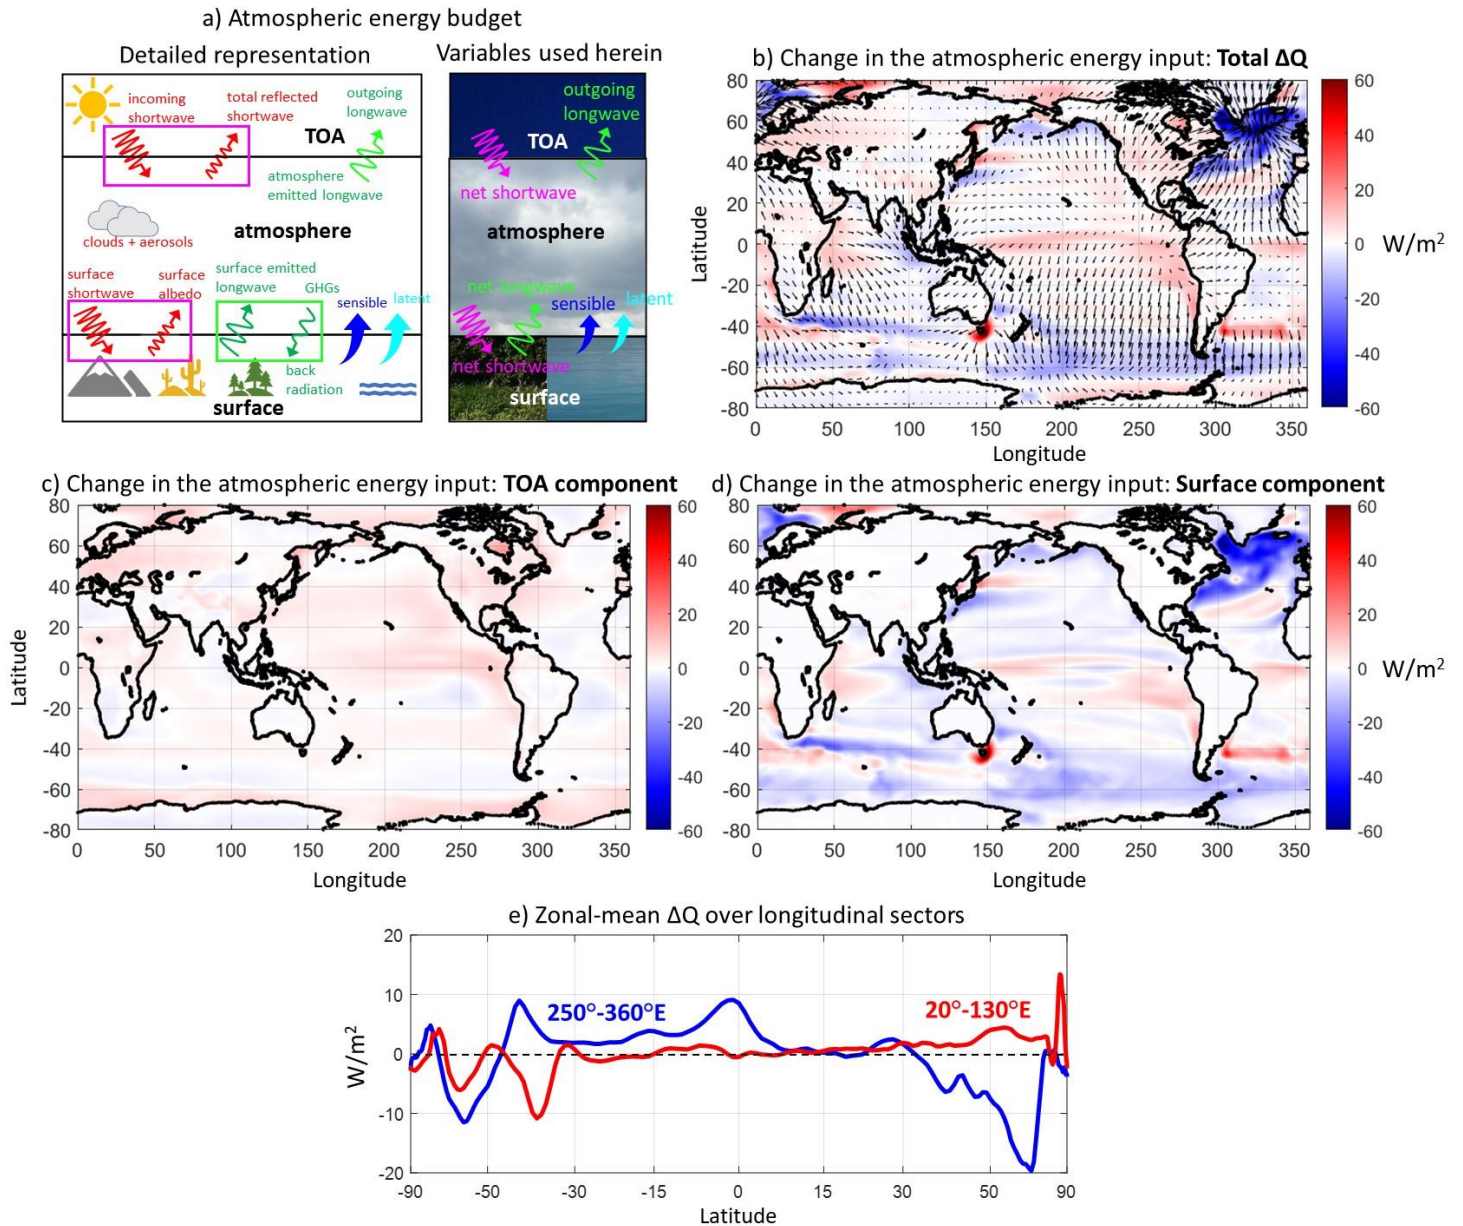 a) Atmospheric energy budget
Detailed representation
Variables used herein
incoming
shortwave
total reflected
shortwave
outgoing
longwave
TOA
atmosphere
emitted longwave
clouds + aerosols
atmosphere
surface
shortwave
surface
albedo
surface emitted
longwave
GHGs
sensible
latent
back
radiation
surface
outgoing
longwave
TOA
net shortwave
atmosphere
net longwave
sensible
latent
net shortwave
surface
b) Change in the atmospheric energy input: Total ΔQ
80
60
40
20
0
-20
-40
-60
-80
Latitude
0 50 100 150 200 250 300 350
Longitude
60
40
20
0
-20
-40
-60
W/m²
c) Change in the atmospheric energy input: TOA component
80
60
40
20
0
-20
-40
-60
-80
Latitude
0 50 100 150 200 250 300 350
Longitude
60
40
20
0
-20
-40
-60
d) Change in the atmospheric energy input: Surface component
80
60
40
20
0
-20
-40
-60
-80
0 50 100 150 200 250 300 350
Longitude
60
40
20
0
-20
-40
-60
W/m²
e) Zonal-mean ΔQ over longitudinal sectors
20
10
0
-10
-20
W/m²
250°-360°E
20°-130°E
-90 -50 -30 -15 0 15 30 50 90
Latitude